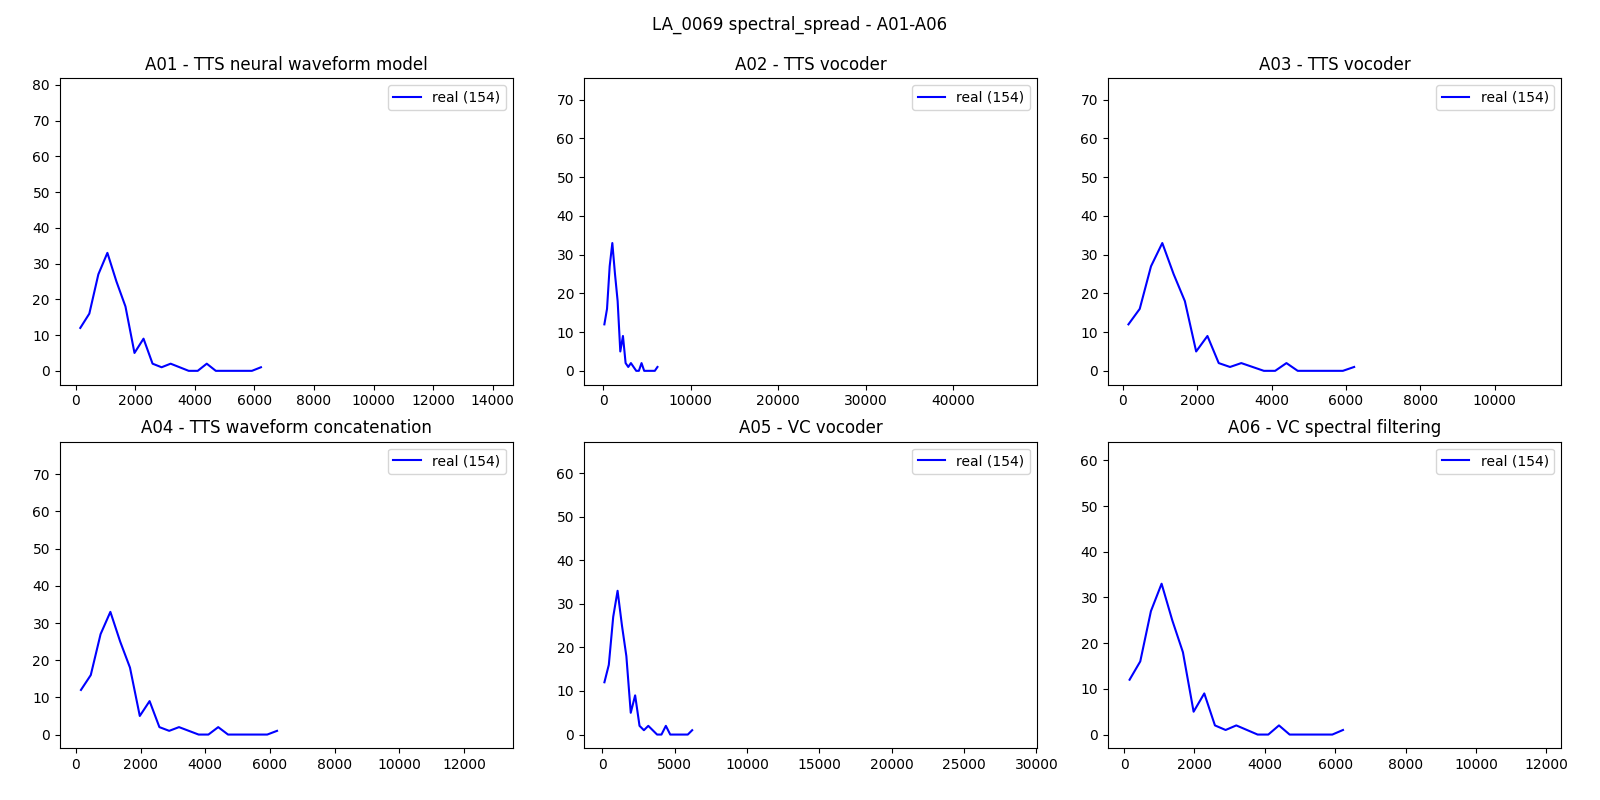 LA_0069 spectral_spread - A01-A06
A01 - TTS neural waveform model
80
70
60
50
40
30
20
10
0
real (154)
0 2000 4000 6000 8000 10000 12000 14000
A02 - TTS vocoder
70
60
50
40
30
20
10
0
real (154)
0 10000 20000 30000 40000
A03 - TTS vocoder
70
60
50
40
30
20
10
0
real (154)
0 2000 4000 6000 8000 10000
A04 - TTS waveform concatenation
70
60
50
40
30
20
10
0
real (154)
0 2000 4000 6000 8000 10000 12000
A05 - VC vocoder
60
50
40
30
20
10
0
real (154)
0 5000 10000 15000 20000 25000 30000
A06 - VC spectral filtering
60
50
40
30
20
10
0
real (154)
0 2000 4000 6000 8000 10000 12000